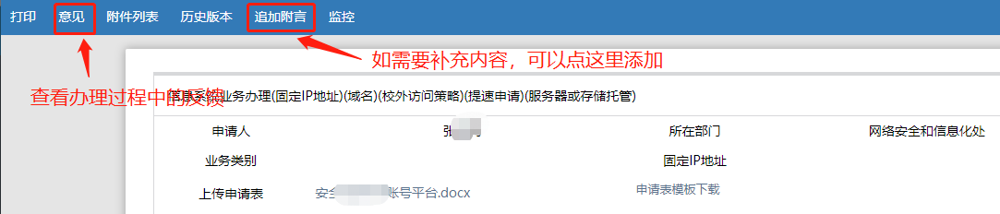 打印 意见 附件列表 历史版本 追加附言 监控
如需要补充内容，可以点这里添加
查看办理过程中的反馈
信息系统业务办理(固定IP地址)(域名)(校外访问策略)(提速申请)(服务器或存储托管)
申请人 张 所在部门 网络安全和信息化处
业务类别 固定IP地址
上传申请表 安全 账号平台.docx 申请表模板下载